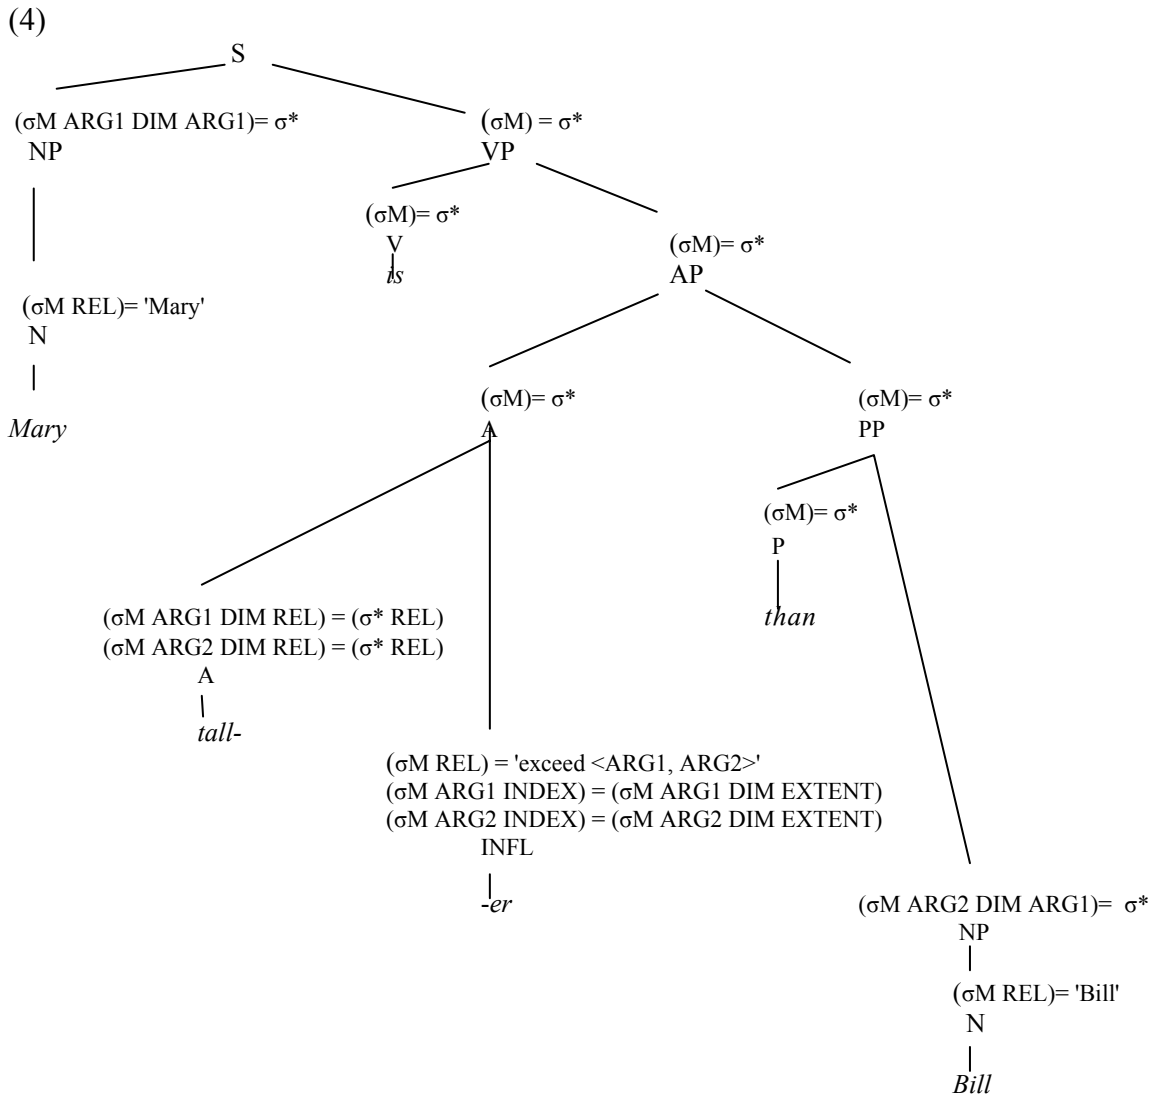 (4)
S
(σM ARG1 DIM ARG1)= σ*
NP
(σM) = σ*
VP
(σM)= σ*
V
is
(σM)= σ*
AP
(σM REL)= 'Mary'
N
Mary
(σM)= σ*
A
(σM)= σ*
PP
(σM)= σ*
P
than
(σM ARG1 DIM REL) = (σ* REL)
(σM ARG2 DIM REL) = (σ* REL)
A
tall-
(σM REL) = 'exceed <ARG1, ARG2>'
(σM ARG1 INDEX) = (σM ARG1 DIM EXTENT)
(σM ARG2 INDEX) = (σM ARG2 DIM EXTENT)
INFL
-er
(σM ARG2 DIM ARG1)= σ*
NP
(σM REL)= 'Bill'
N
Bill